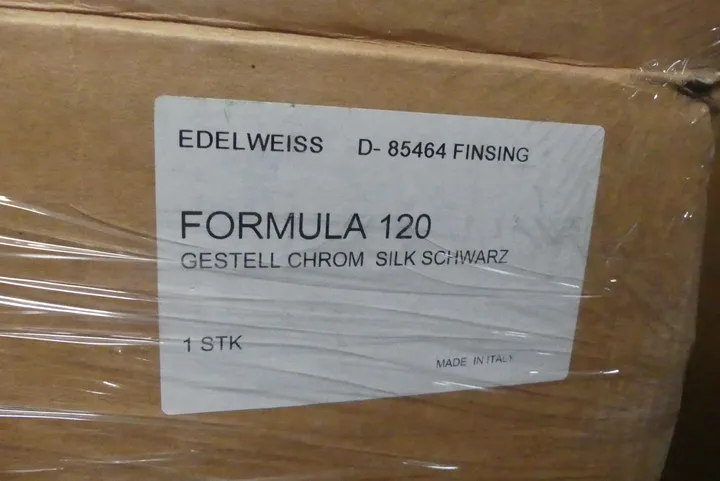 EDELWEISS D- 85464 FINSING
FORMULA 120
GESTELL CHROM SILK SCHWARZ
1 STK
MADE IN ITALY